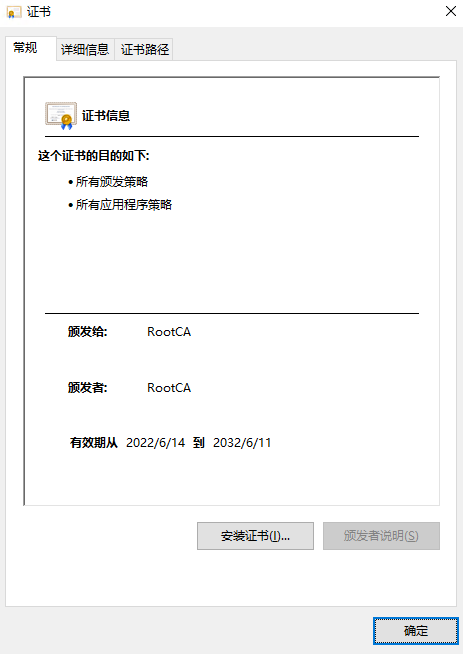 证书
常规 详细信息 证书路径
证书信息
这个证书的目的如下:
• 所有颁发策略
• 所有应用程序策略
颁发给: RootCA
颁发者: RootCA
有效期从 2022/6/14 到 2032/6/11
安装证书(I)... 颁发者说明(S)
确定